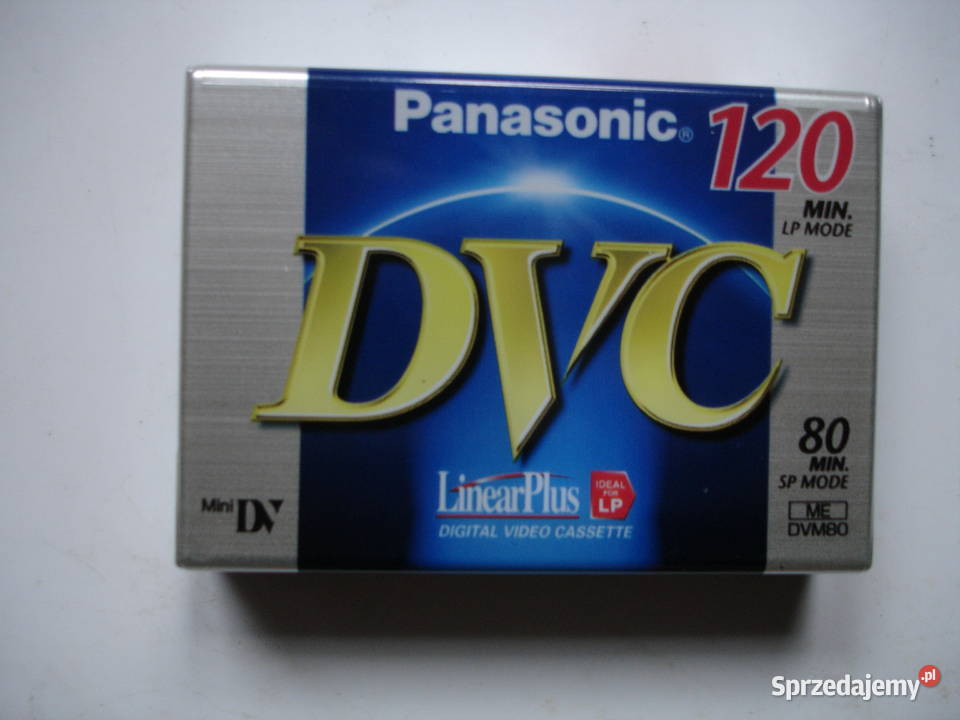 Panasonic®
120
MIN.
LP MODE
DVC
80
MIN.
SP MODE
LinearPlus
IDEAL
FOR
LP
DIGITAL VIDEO CASSETTE
Mini DV
ME
DVM80
Sprzedajemy.pl